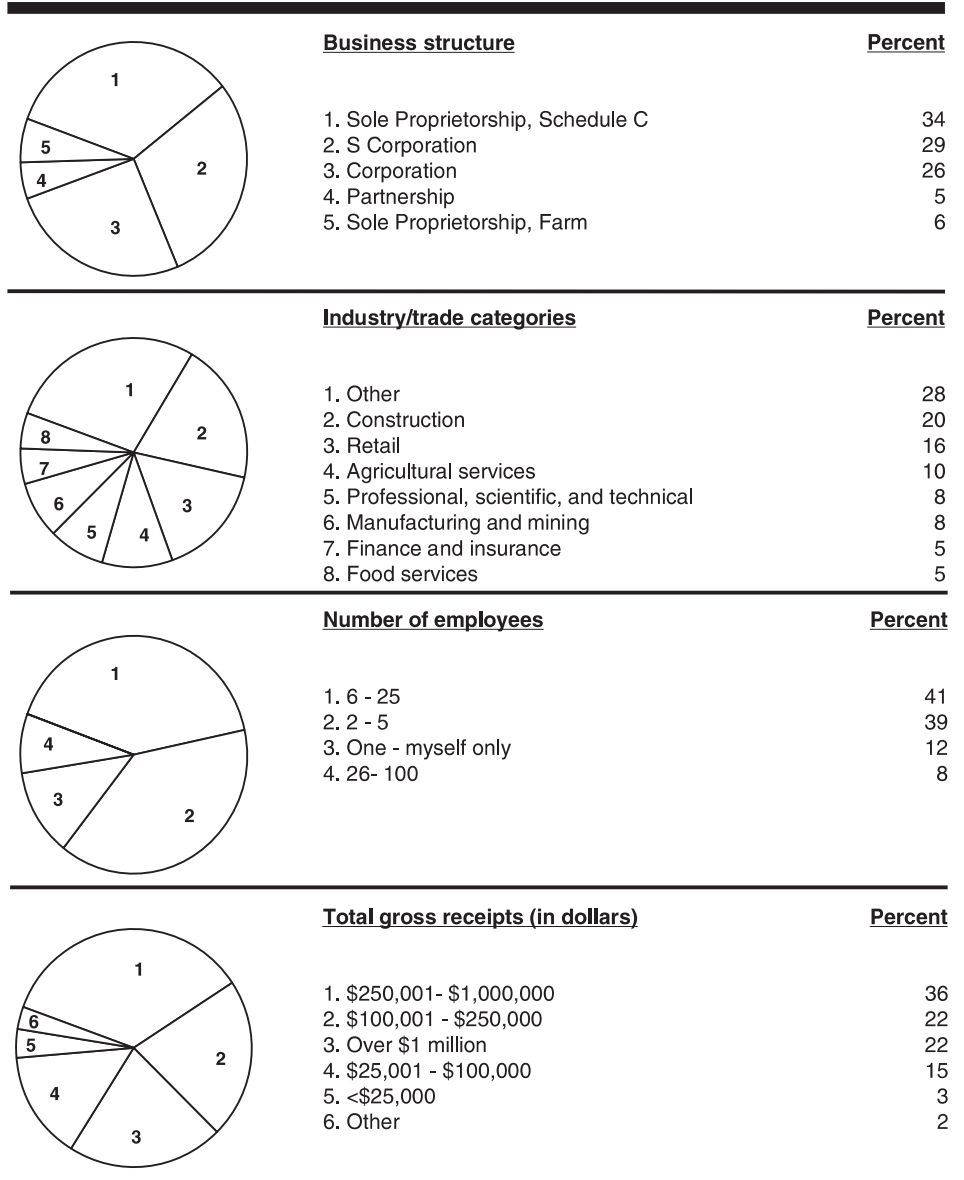 Business structure Percent
1
2
3
4
5
1. Sole Proprietorship, Schedule C 34
2. S Corporation 29
3. Corporation 26
4. Partnership 5
5. Sole Proprietorship, Farm 6
Industry/trade categories Percent
1
2
3
4
5
6
7
8
1. Other 28
2. Construction 20
3. Retail 16
4. Agricultural services 10
5. Professional, scientific, and technical 8
6. Manufacturing and mining 8
7. Finance and insurance 5
8. Food services 5
Number of employees Percent
1
2
3
4
1. 6 - 25 41
2. 2 - 5 39
3. One - myself only 12
4. 26- 100 8
Total gross receipts (in dollars) Percent
1
2
3
4
5
6
1. $250,001- $1,000,000 36
2. $100,001 - $250,000 22
3. Over $1 million 22
4. $25,001 - $100,000 15
5. <$25,000 3
6. Other 2